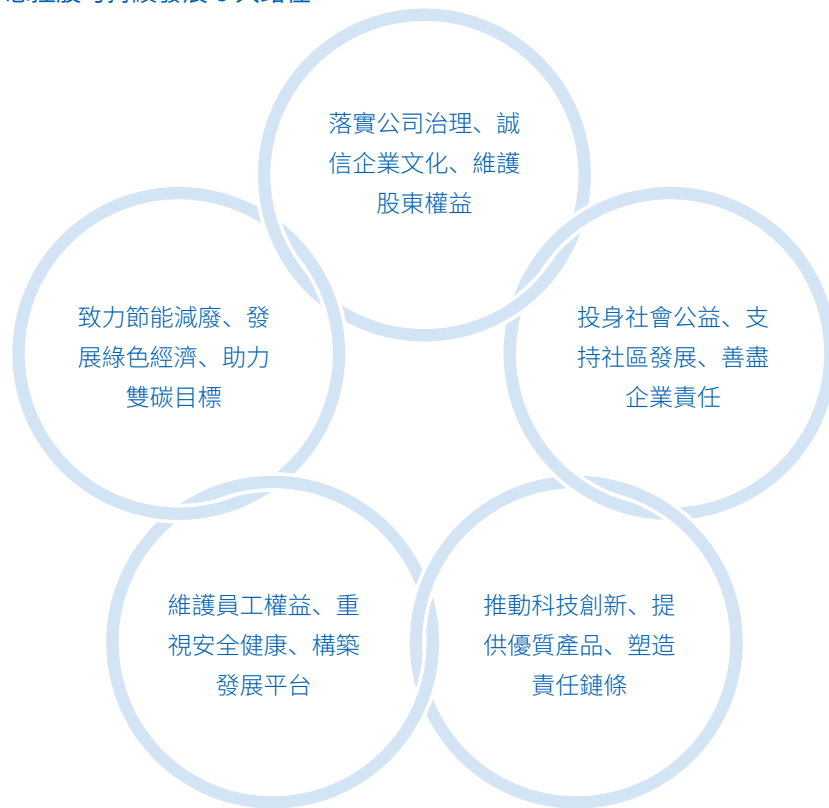 落實公司治理、誠
信企業文化、維護
股東權益
投身社會公益、支
持社區發展、善盡
企業責任
推動科技創新、提
供優質產品、塑造
責任鏈條
維護員工權益、重
視安全健康、構築
發展平台
致力節能減廢、發
展綠色經濟、助力
雙碳目標